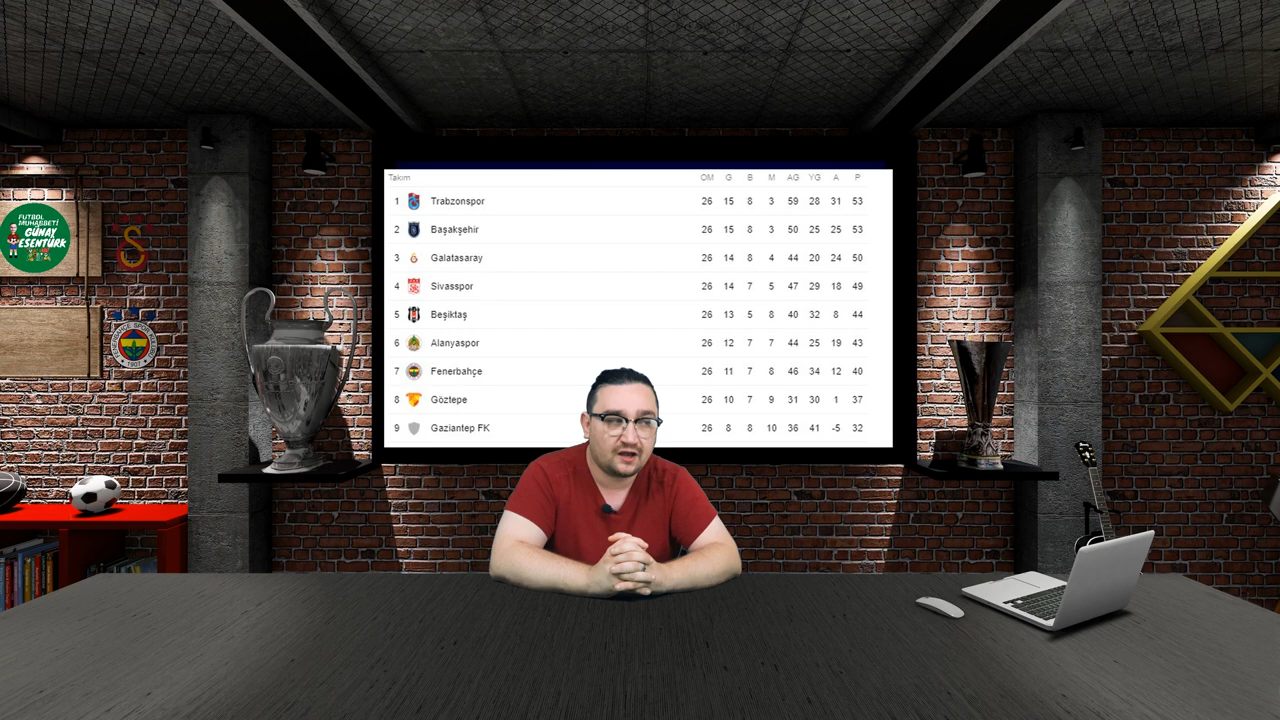 Takım OM G B M AG YG A P
1 Trabzonspor 26 15 8 3 59 28 31 53
2 Başakşehir 26 15 8 3 50 25 25 53
3 Galatasaray 26 14 8 4 44 20 24 50
4 Sivasspor 26 14 7 5 47 29 18 49
5 Beşiktaş 26 13 5 8 40 32 8 44
6 Alanyaspor 26 12 7 7 44 25 19 43
7 Fenerbahçe 26 11 7 8 46 34 12 40
8 Göztepe 26 10 7 9 31 30 1 37
9 Gaziantep FK 26 8 8 10 36 41 -5 32
FUTBOL
MUHABBETİ
GÜNAY
ESENTÜRK
FENERBAHÇE SPOR KULÜBÜ
1907